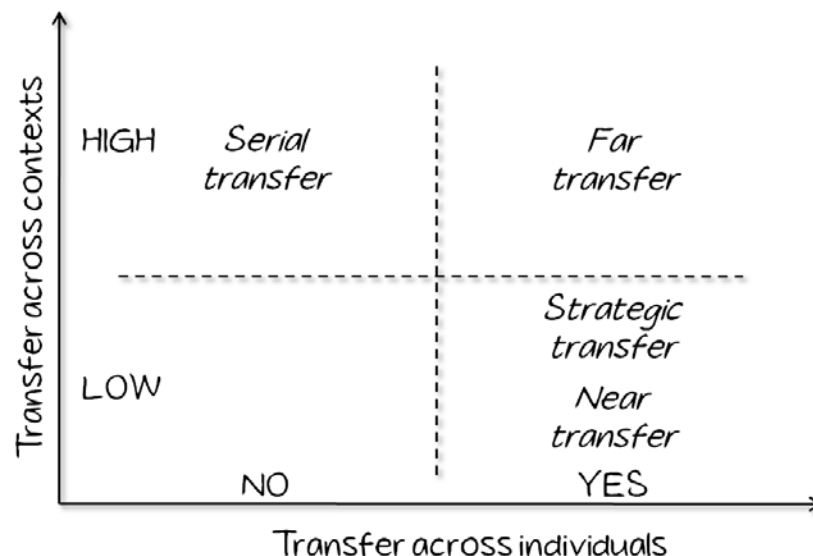 Transfer across contexts
HIGH
Serial
transfer
Far
transfer
Strategic
transfer
LOW
Near
transfer
NO
YES
Transfer across individuals